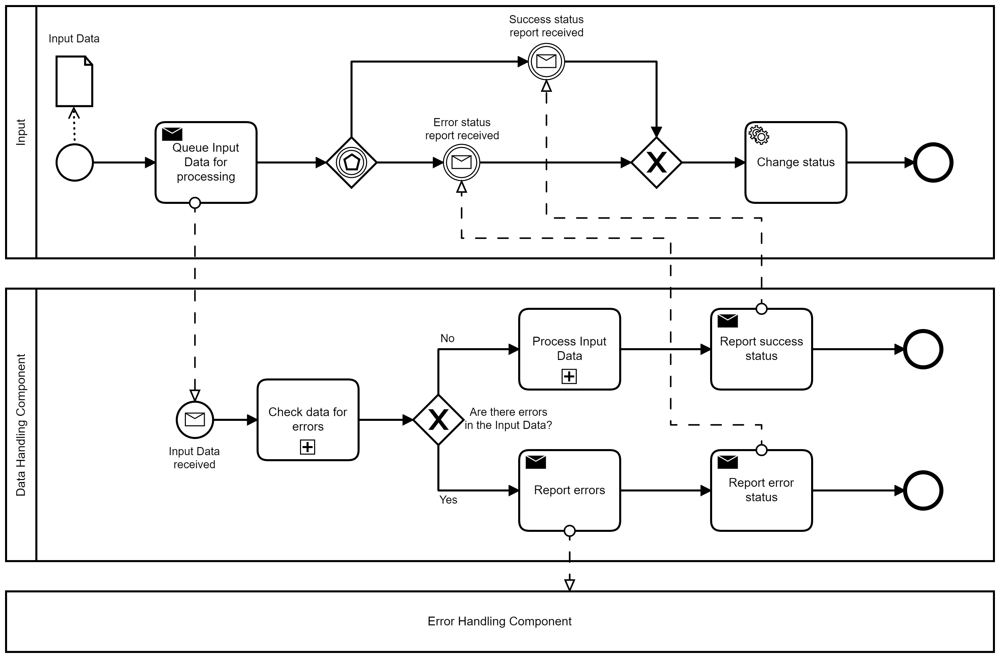 Input
Input Data
Success status
report received
Error status
report received
Queue Input
Data for
processing
X
Change status
Data Handling Component
Input Data
received
Check data for
errors
X
Are there errors
in the Input Data?
No
Process Input
Data
Report success
status
Yes
Report errors
Report error
status
Error Handling Component